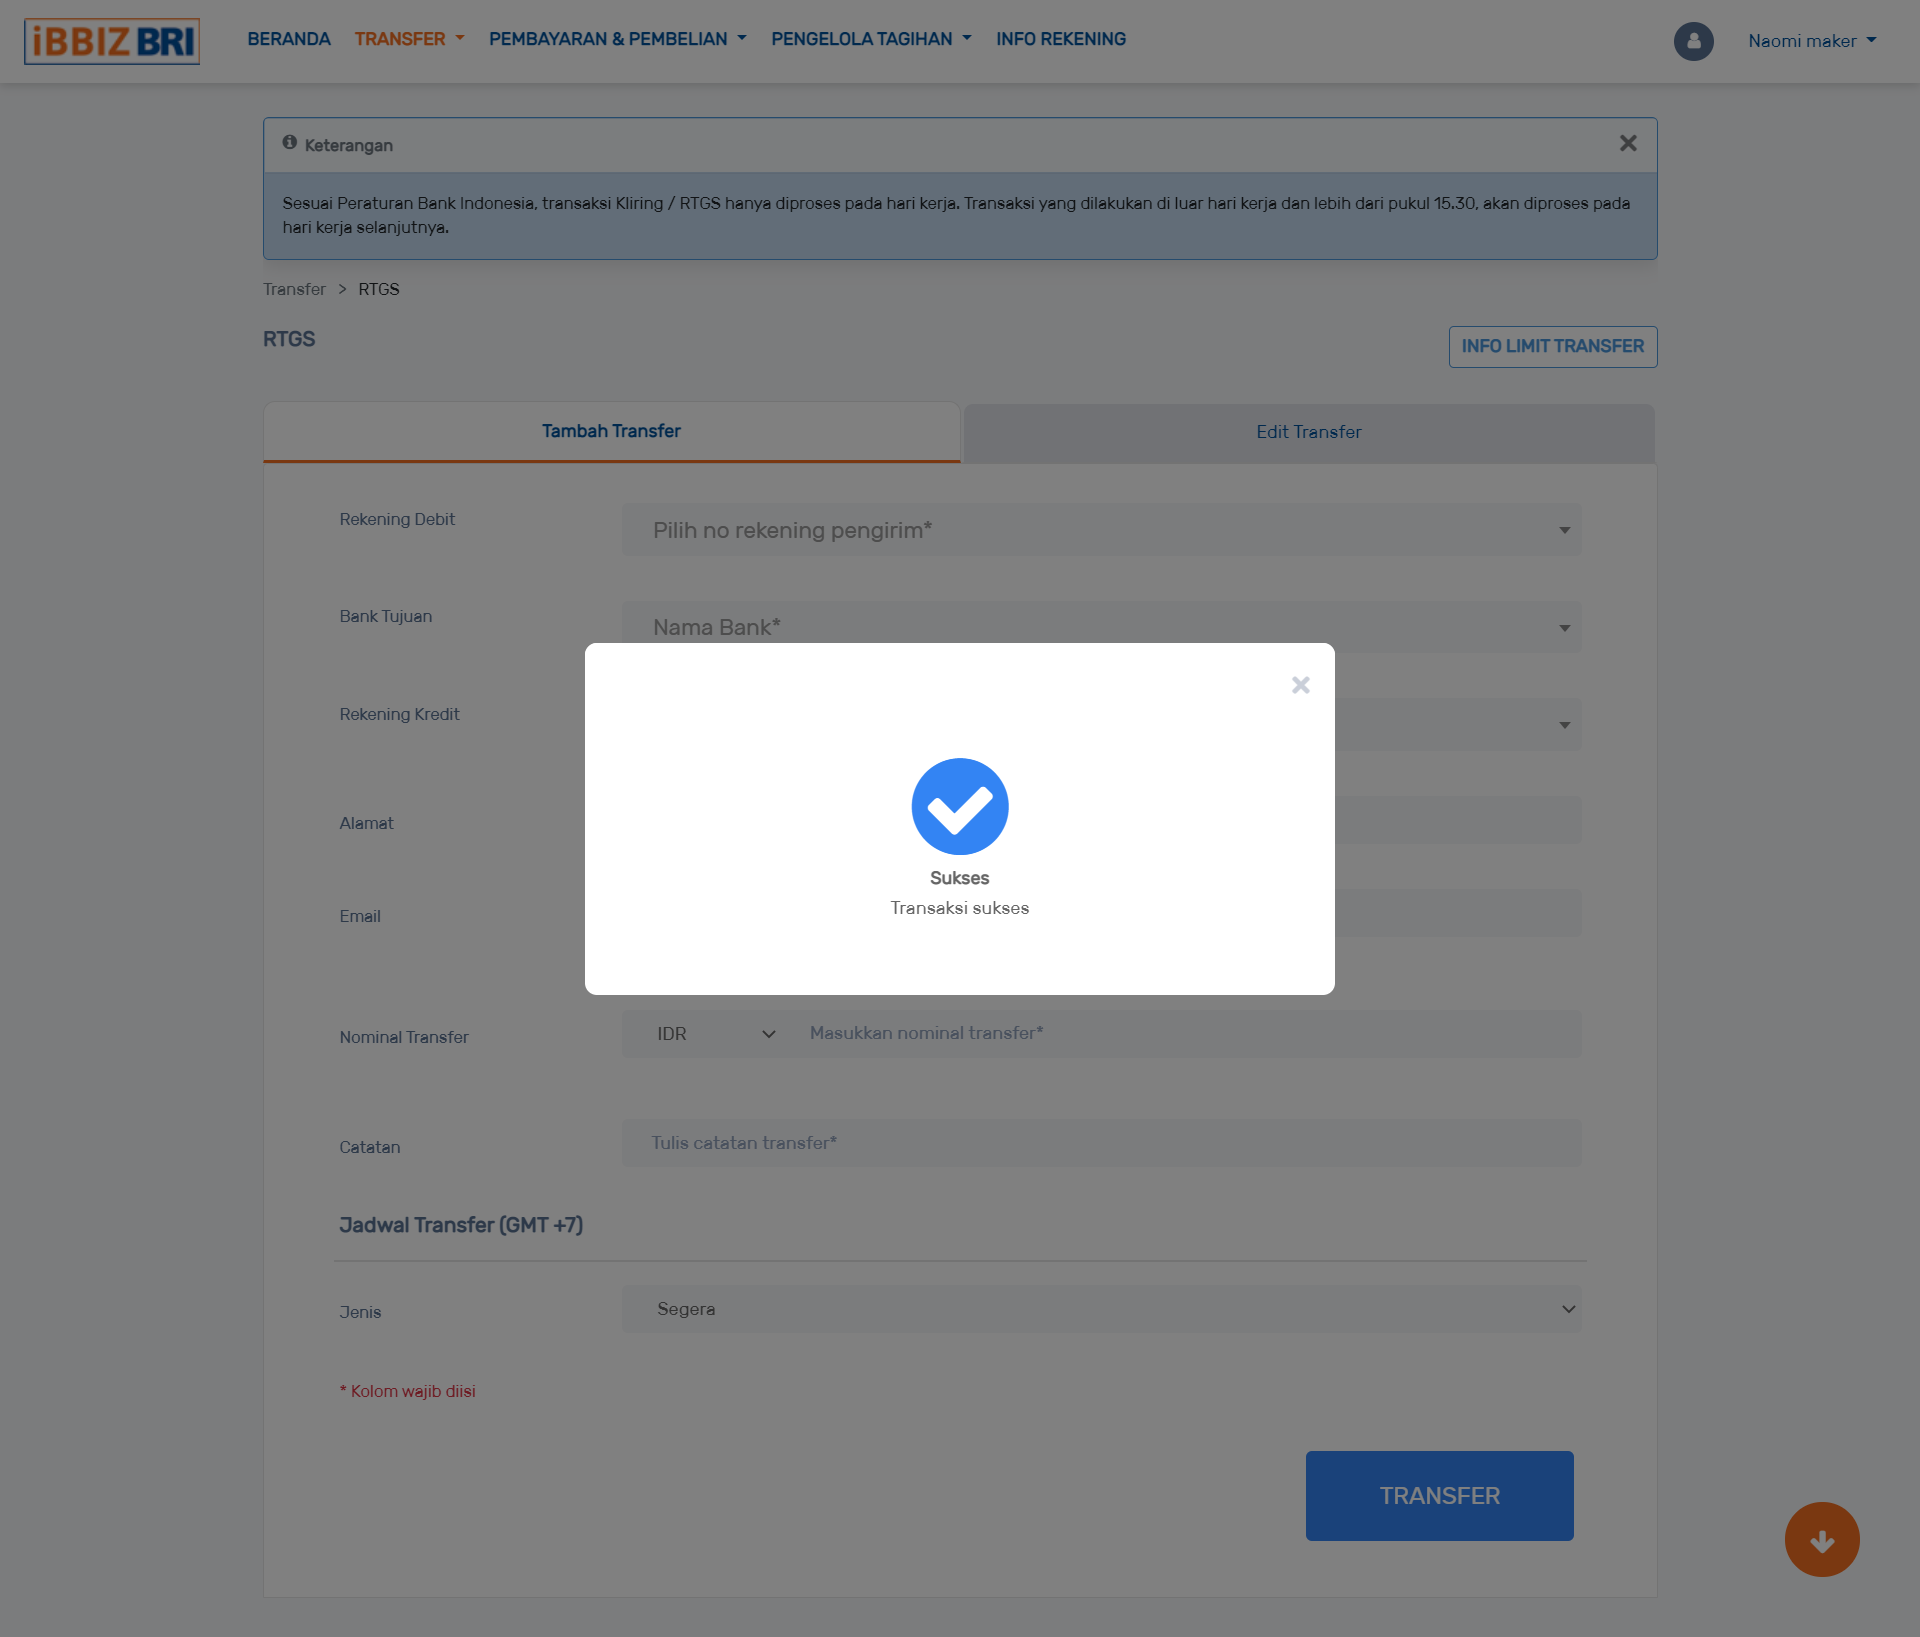 iBBIZ BRI
BERANDA TRANSFER PEMBAYARAN & PEMBELIAN PENGELOLA TAGIHAN INFO REKENING
Naomi maker
Keterangan
Sesuai Peraturan Bank Indonesia, transaksi Kliring / RTGS hanya diproses pada hari kerja. Transaksi yang dilakukan di luar hari kerja dan lebih dari pukul 15.30, akan diproses pada
hari kerja selanjutnya.
Transfer > RTGS
RTGS
INFO LIMIT TRANSFER
Tambah Transfer
Edit Transfer
Rekening Debit
Pilih no rekening pengirim*
Bank Tujuan
Nama Bank*
Rekening Kredit
Alamat
Email
Sukses
Transaksi sukses
Nominal Transfer
IDR
Masukkan nominal transfer*
Catatan
Tulis catatan transfer*
Jadwal Transfer (GMT +7)
Jenis
Segera
* Kolom wajib diisi
TRANSFER